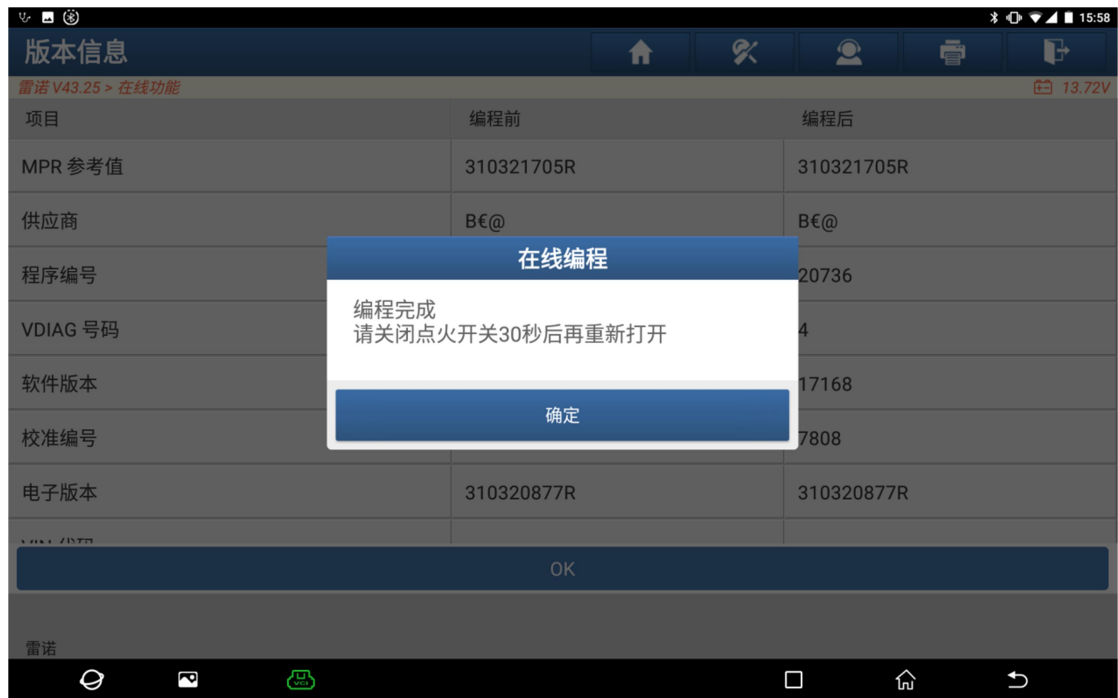 15:58
版本信息
雷诺 V43.25 > 在线功能 13.72V
项目 编程前 编程后
MPR 参考值 310321705R 310321705R
供应商 B€@ B€@
在线编程
程序编号 20736
编程完成
请关闭点火开关30秒后再重新打开
VDIAG 号码 4
软件版本 17168
确定
校准编号 7808
电子版本 310320877R 310320877R
VIN 代码
OK
雷诺
VCI